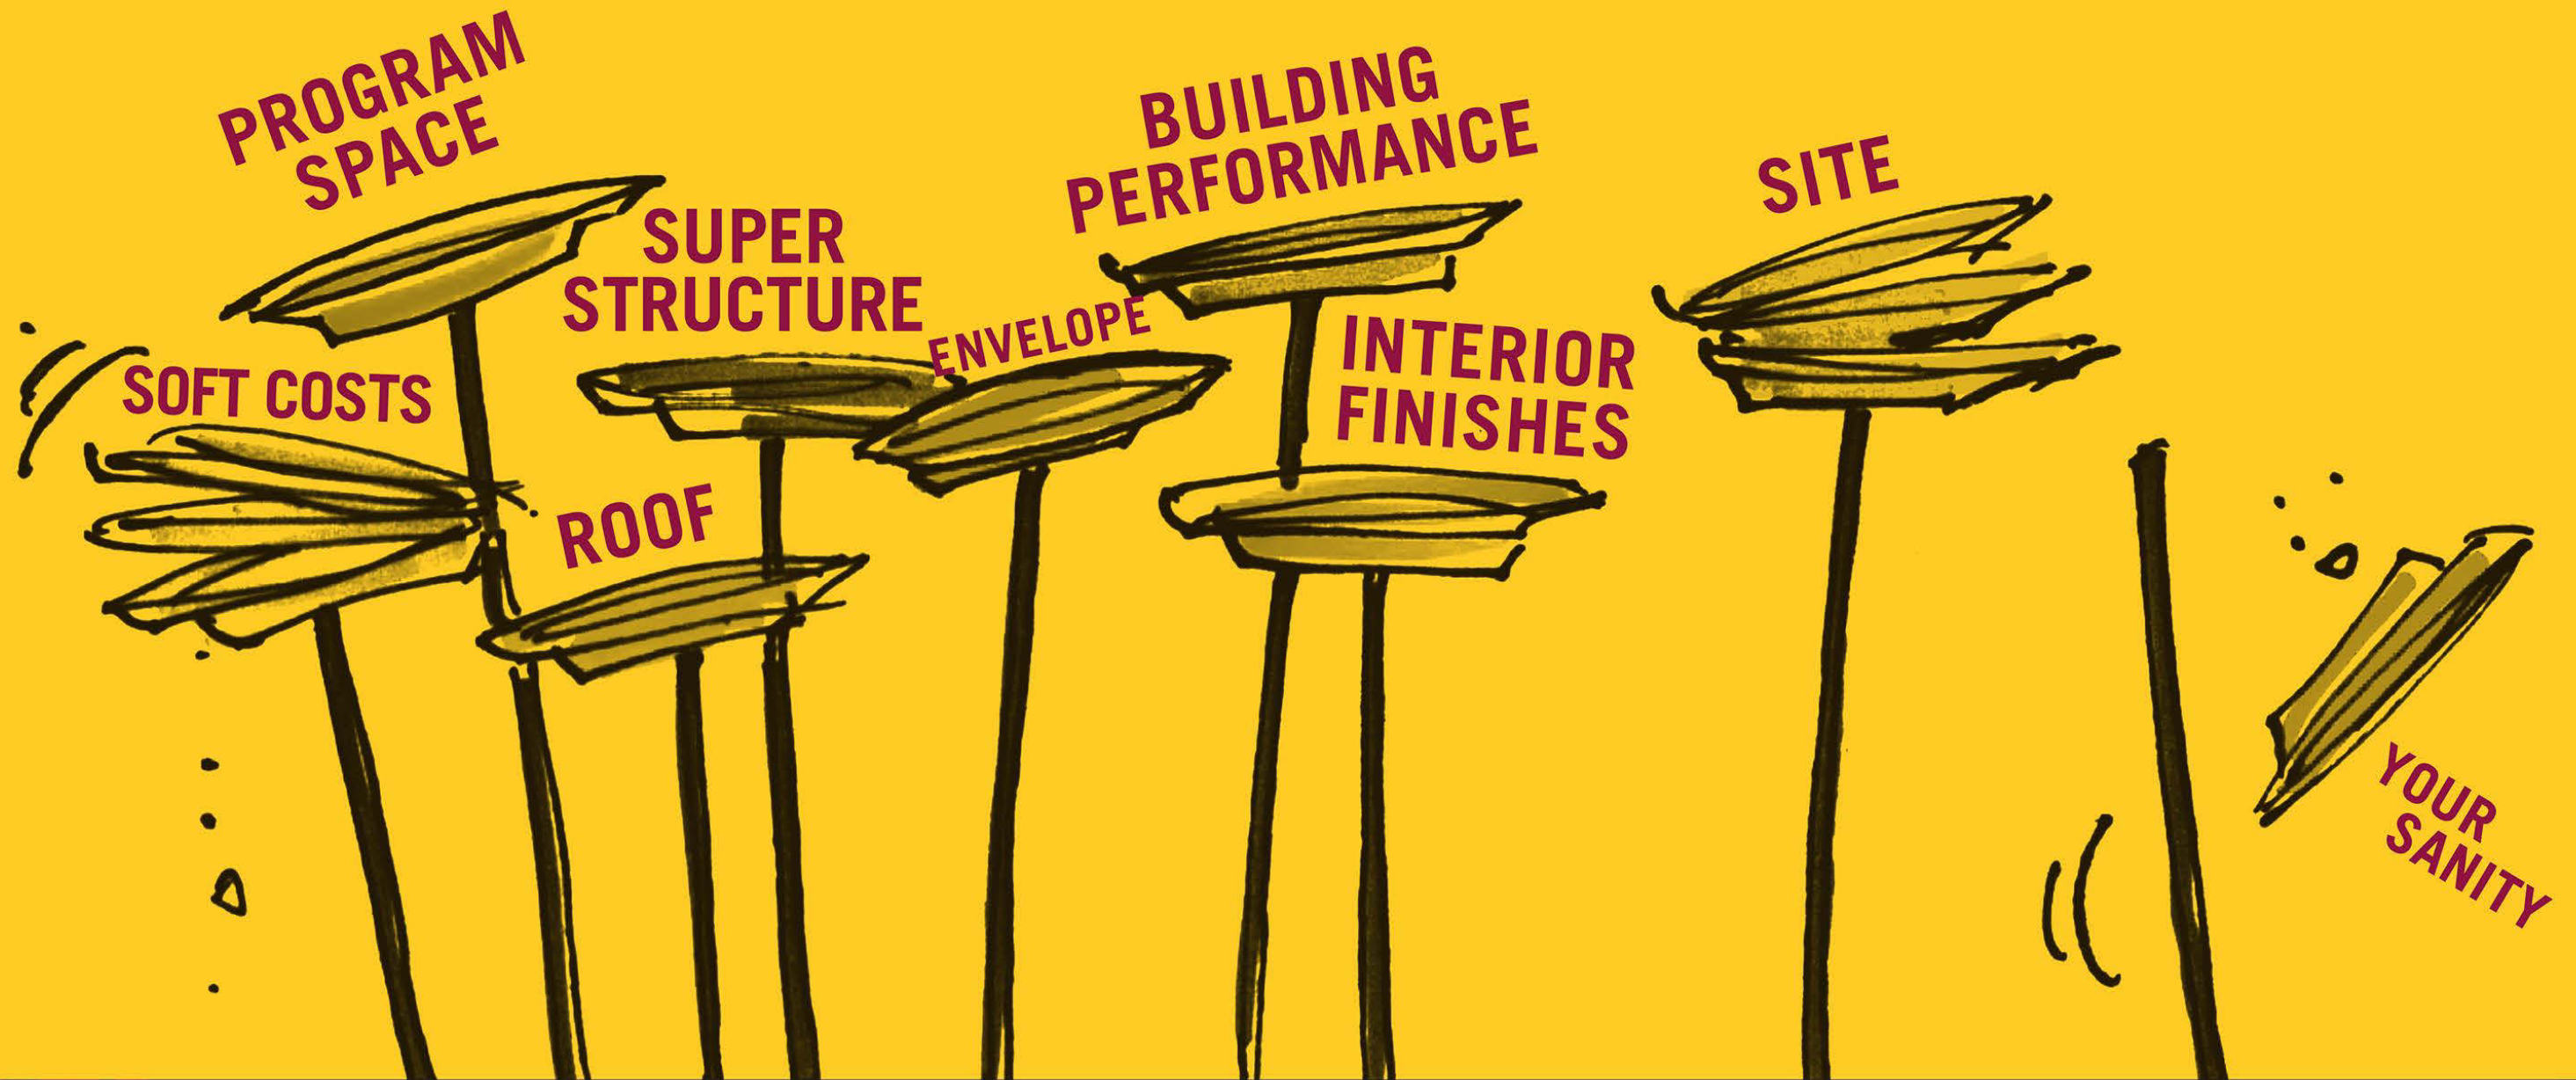 PROGRAM
SPACE
SOFT COSTS
SUPER
STRUCTURE
ROOF
ENVELOPE
BUILDING
PERFORMANCE
INTERIOR
FINISHES
SITE
YOUR
SANITY